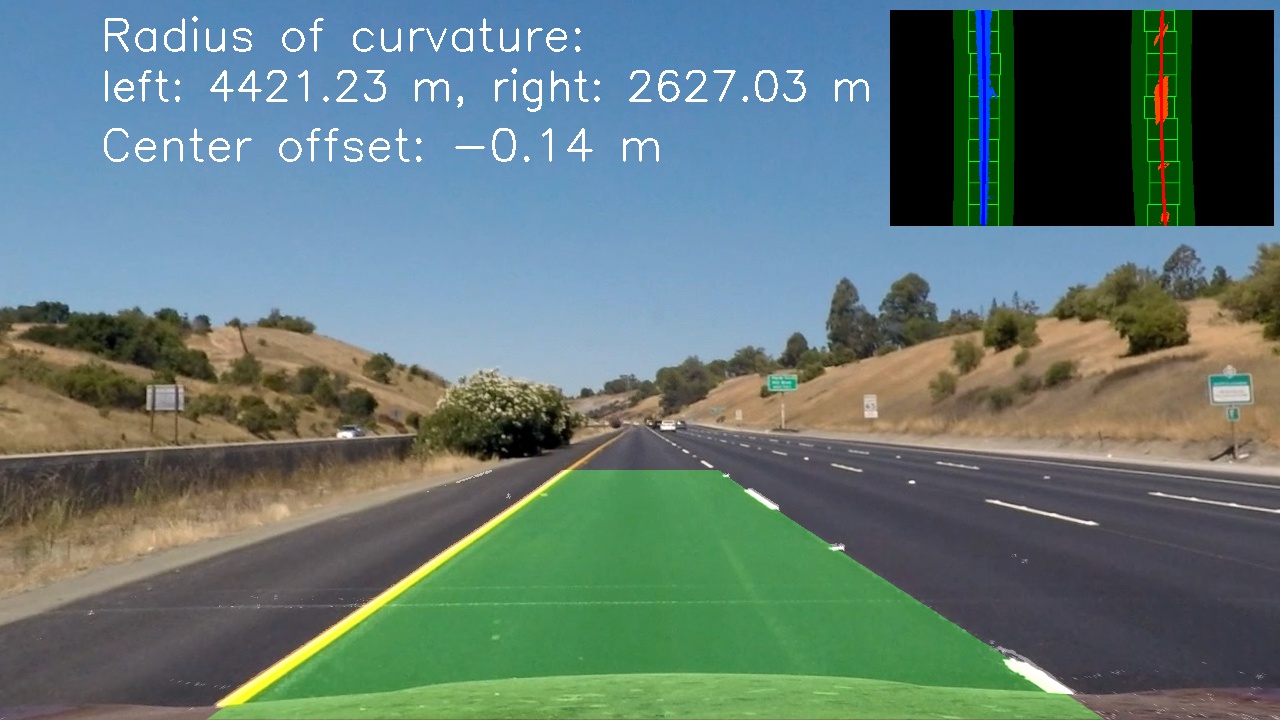 Radius of curvature:
left: 4421.23 m, right: 2627.03 m
Center offset: −0.14 m